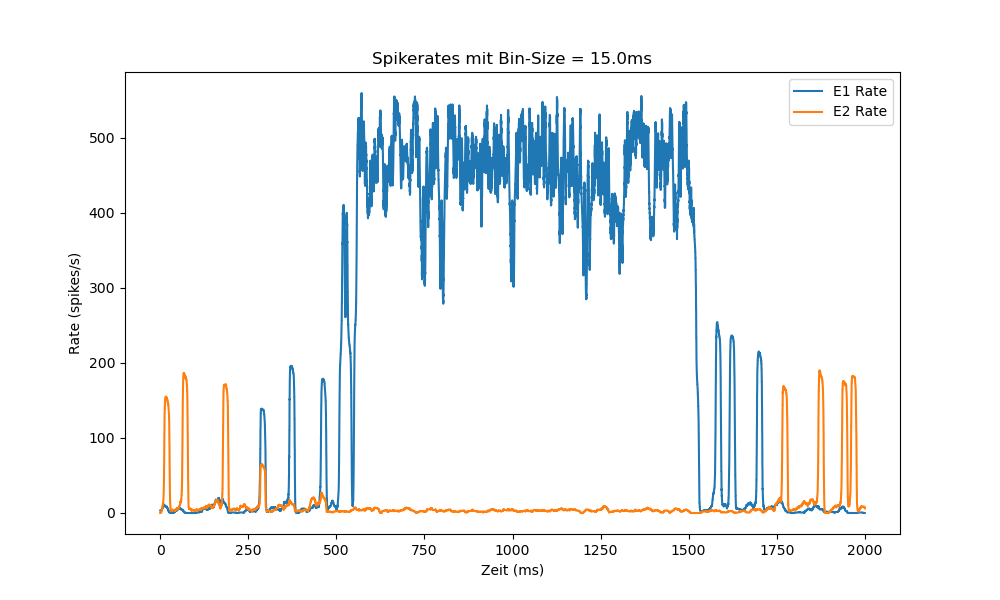 Spikerates mit Bin-Size = 15.0ms
E1 Rate
E2 Rate
Rate (spikes/s)
500
400
300
200
100
0
0 250 500 750 1000 1250 1500 1750 2000
Zeit (ms)